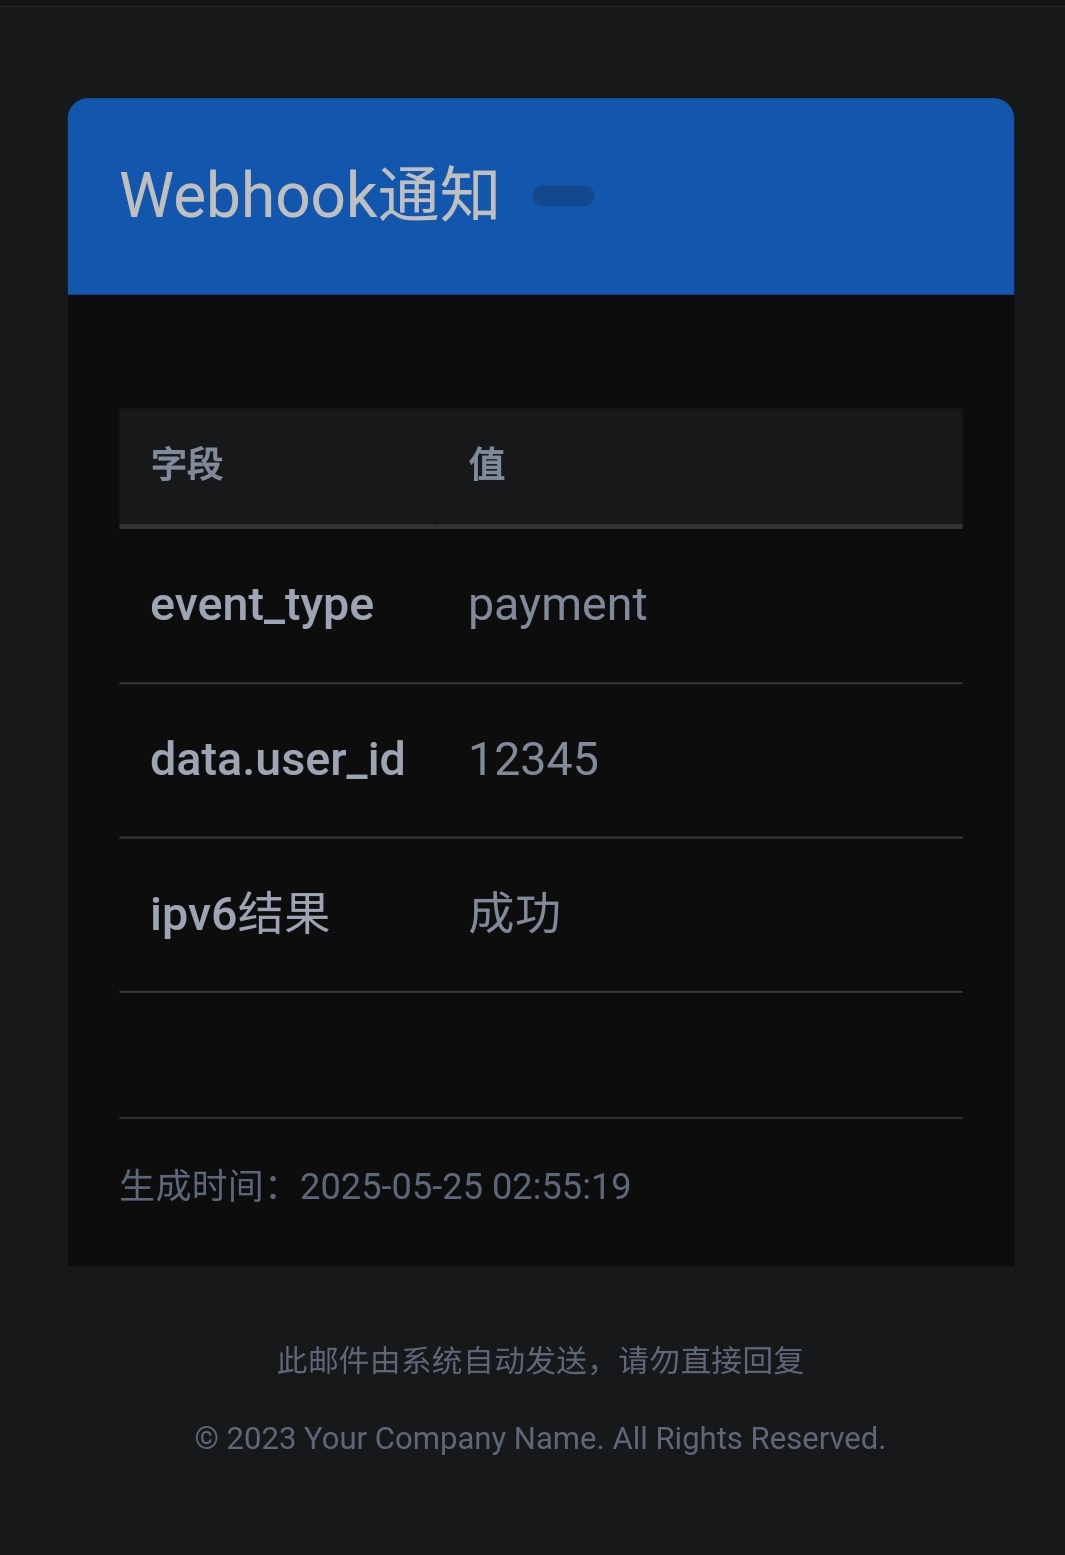 Webhook通知
字段 值
event_type payment
data.user_id 12345
ipv6结果 成功
生成时间：2025-05-25 02:55:19
此邮件由系统自动发送，请勿直接回复
© 2023 Your Company Name. All Rights Reserved.